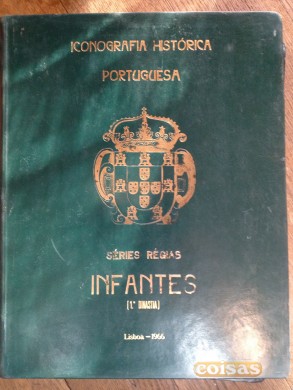 ICONOGRAFIA HISTÓRICA
PORTUGUESA
SÉRIES RÉGIAS
INFANTES
(1.ª DINASTIA)
Lisboa – 1966
coisas